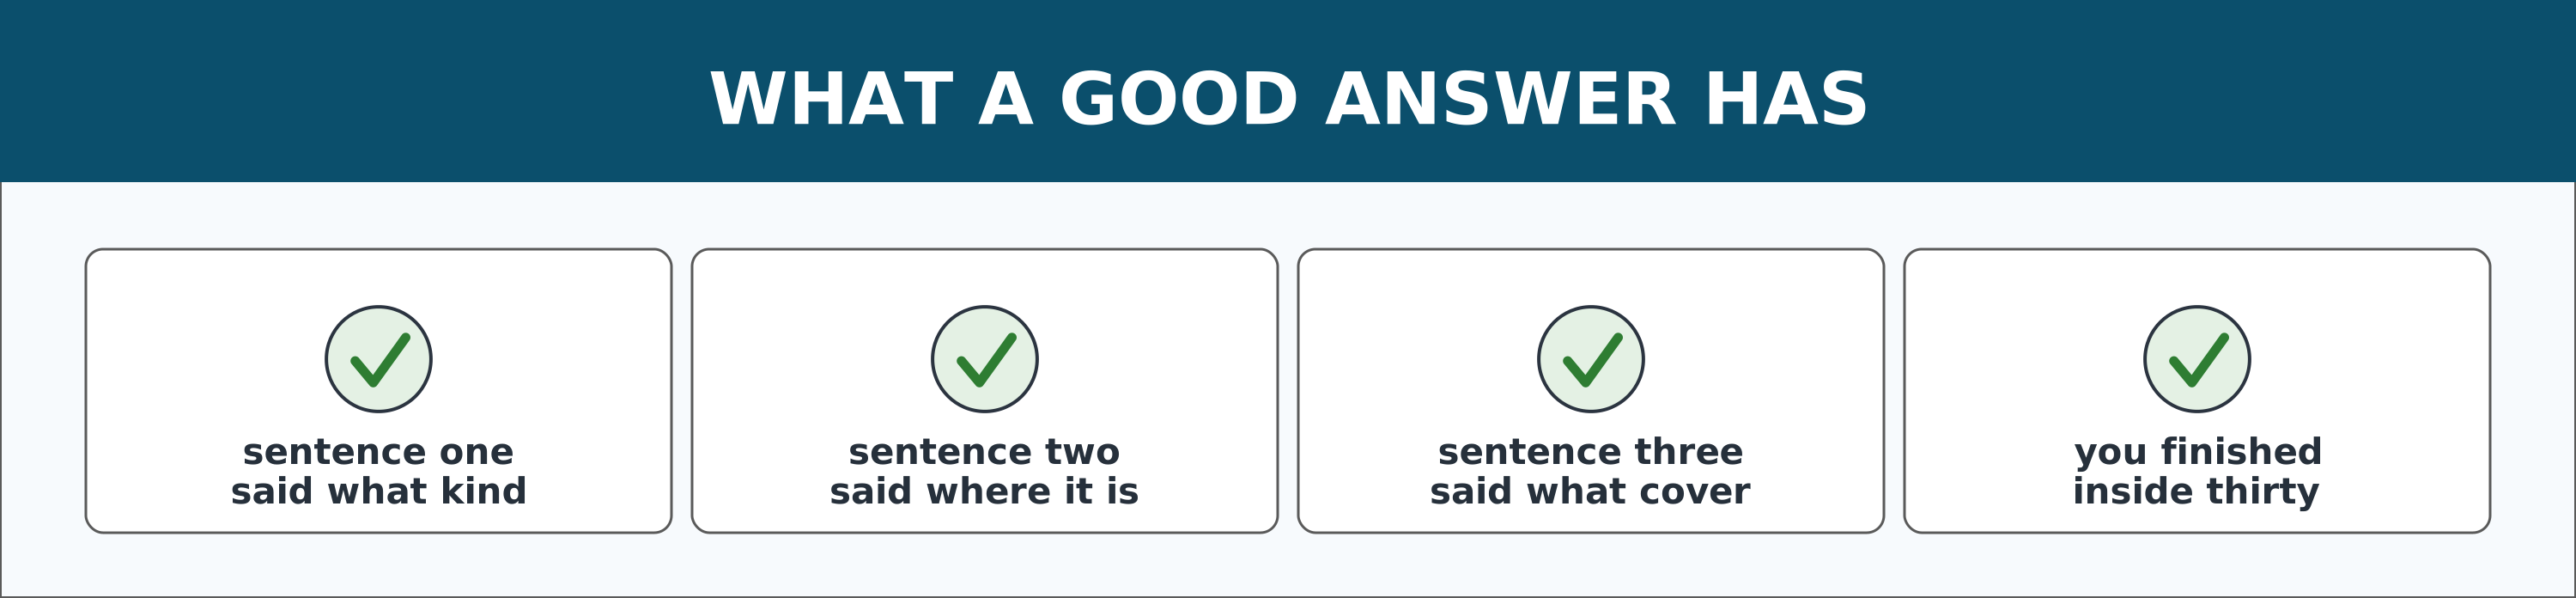 WHAT A GOOD ANSWER HAS
sentence one
said what kind
sentence two
said where it is
sentence three
said what cover
you finished
inside thirty